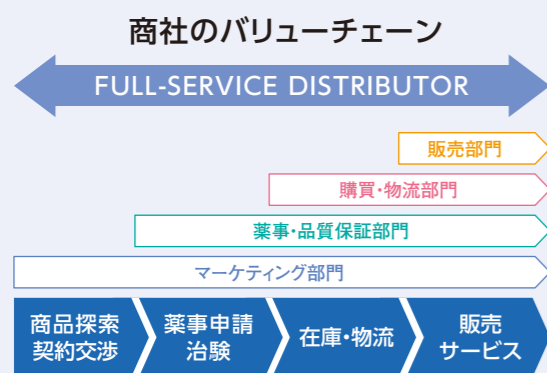 商社のバリューチェーン
FULL-SERVICE DISTRIBUTOR
販売部門
購買・物流部門
薬事・品質保証部門
マーケティング部門
商品探索
契約交渉
薬事申請
治験
在庫・物流
販売
サービス